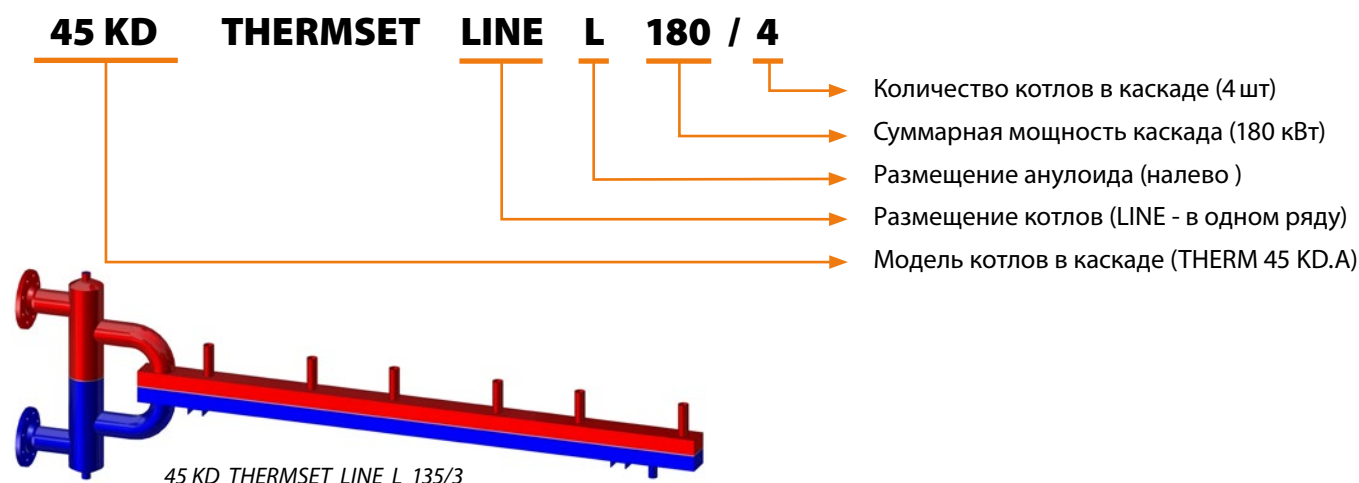 45 KD THERMSET LINE L 180 / 4
Количество котлов в каскаде (4 шт)
Суммарная мощность каскада (180 кВт)
Размещение анулоида (налево )
Размещение котлов (LINE - в одном ряду)
Модель котлов в каскаде (THERM 45 KD.A)
45 KD THERMSET LINE L 135/3